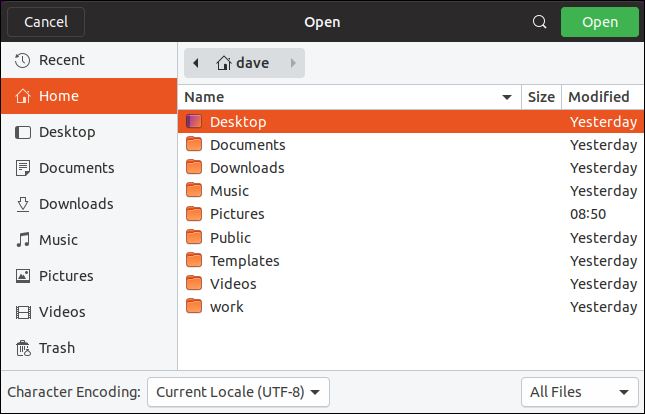 Cancel Open Open
Recent
Home
Desktop
Documents
Downloads
Music
Pictures
Videos
Trash
dave
Name Size Modified
Desktop Yesterday
Documents Yesterday
Downloads Yesterday
Music Yesterday
Pictures 08:50
Public Yesterday
Templates Yesterday
Videos Yesterday
work Yesterday
Character Encoding: Current Locale (UTF-8) All Files